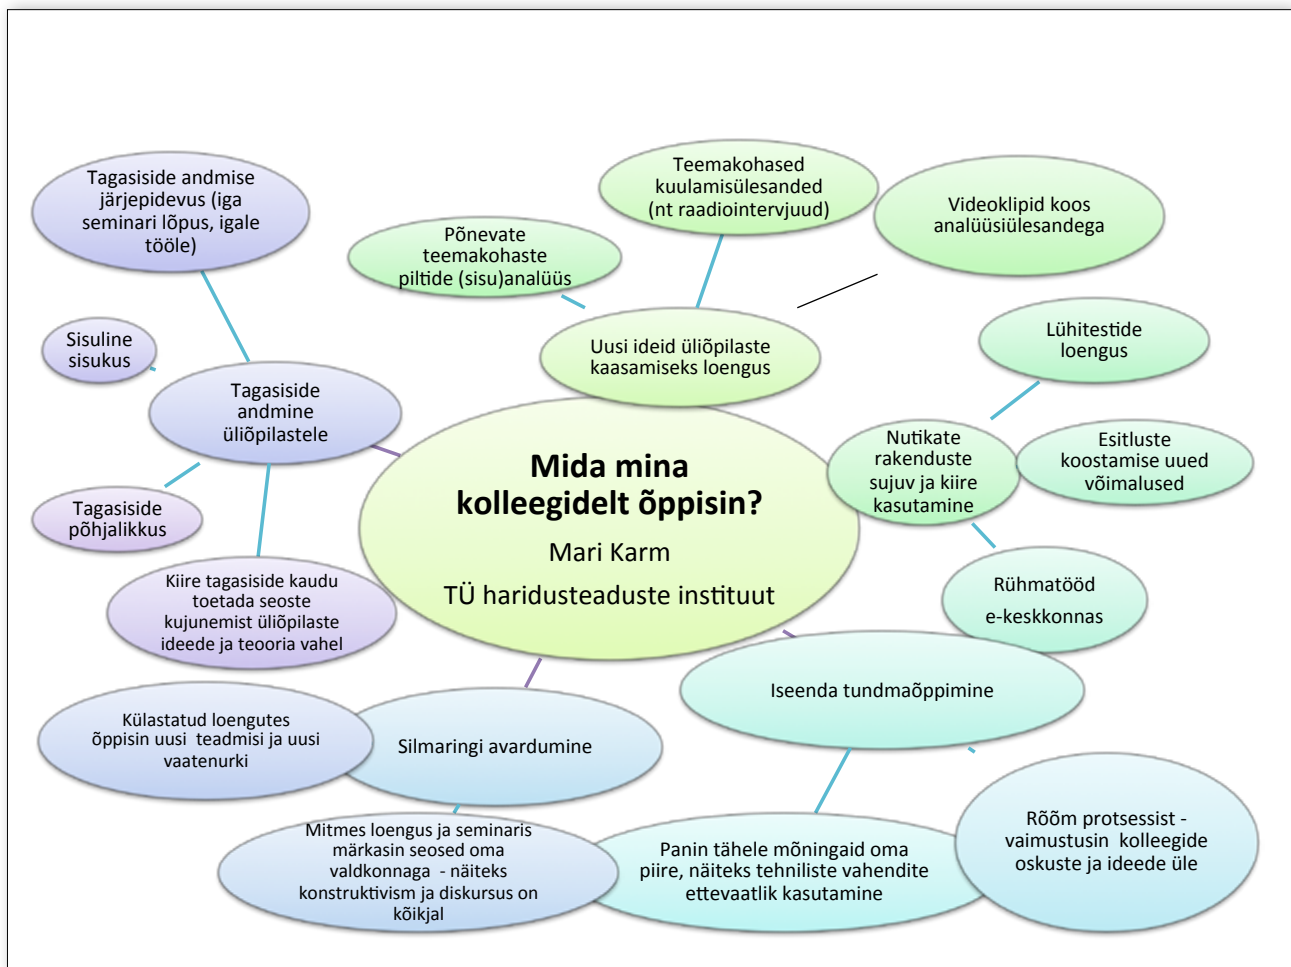 Mida mina
kolleegidelt õppisin?
Mari Karm
TÜ haridusteaduste instituut
Tagasiside andmise
järjepidevus (iga
seminari lõpus, igale
tööle)
Sisuline
sisukus
Tagasiside
andmine
üliõpilastele
Tagasiside
põhjalikkus
Kiire tagasiside kaudu
toetada seoste
kujunemist üliõpilaste
ideede ja teooria vahel
Põnevate
teemakohaste
piltide (sisu)analüüs
Teemakohased
kuulamisülesanded
(nt raadiointervjuud)
Videoklipid koos
analüüsiülesandega
Uusi ideid üliõpilaste
kaasamiseks loengus
Lühitestide
loengus
Nutikate
rakenduste
sujuv ja kiire
kasutamine
Esitluste
koostamise uued
võimalused
Rühmatööd
e-keskkonnas
Iseenda tundmaõppimine
Külastatud loengutes
õppisin uusi  teadmisi ja uusi
vaatenurki
Silmaringi avardumine
Mitmes loengus ja seminaris
märkasin seosed oma
valdkonnaga  - näiteks
konstruktivism ja diskursus on
kõikjal
Panin tähele mõningaid oma
piire, näiteks tehniliste vahendite
ettevaatlik kasutamine
Rõõm protsessist -
vaimustusin  kolleegide
oskuste ja ideede üle